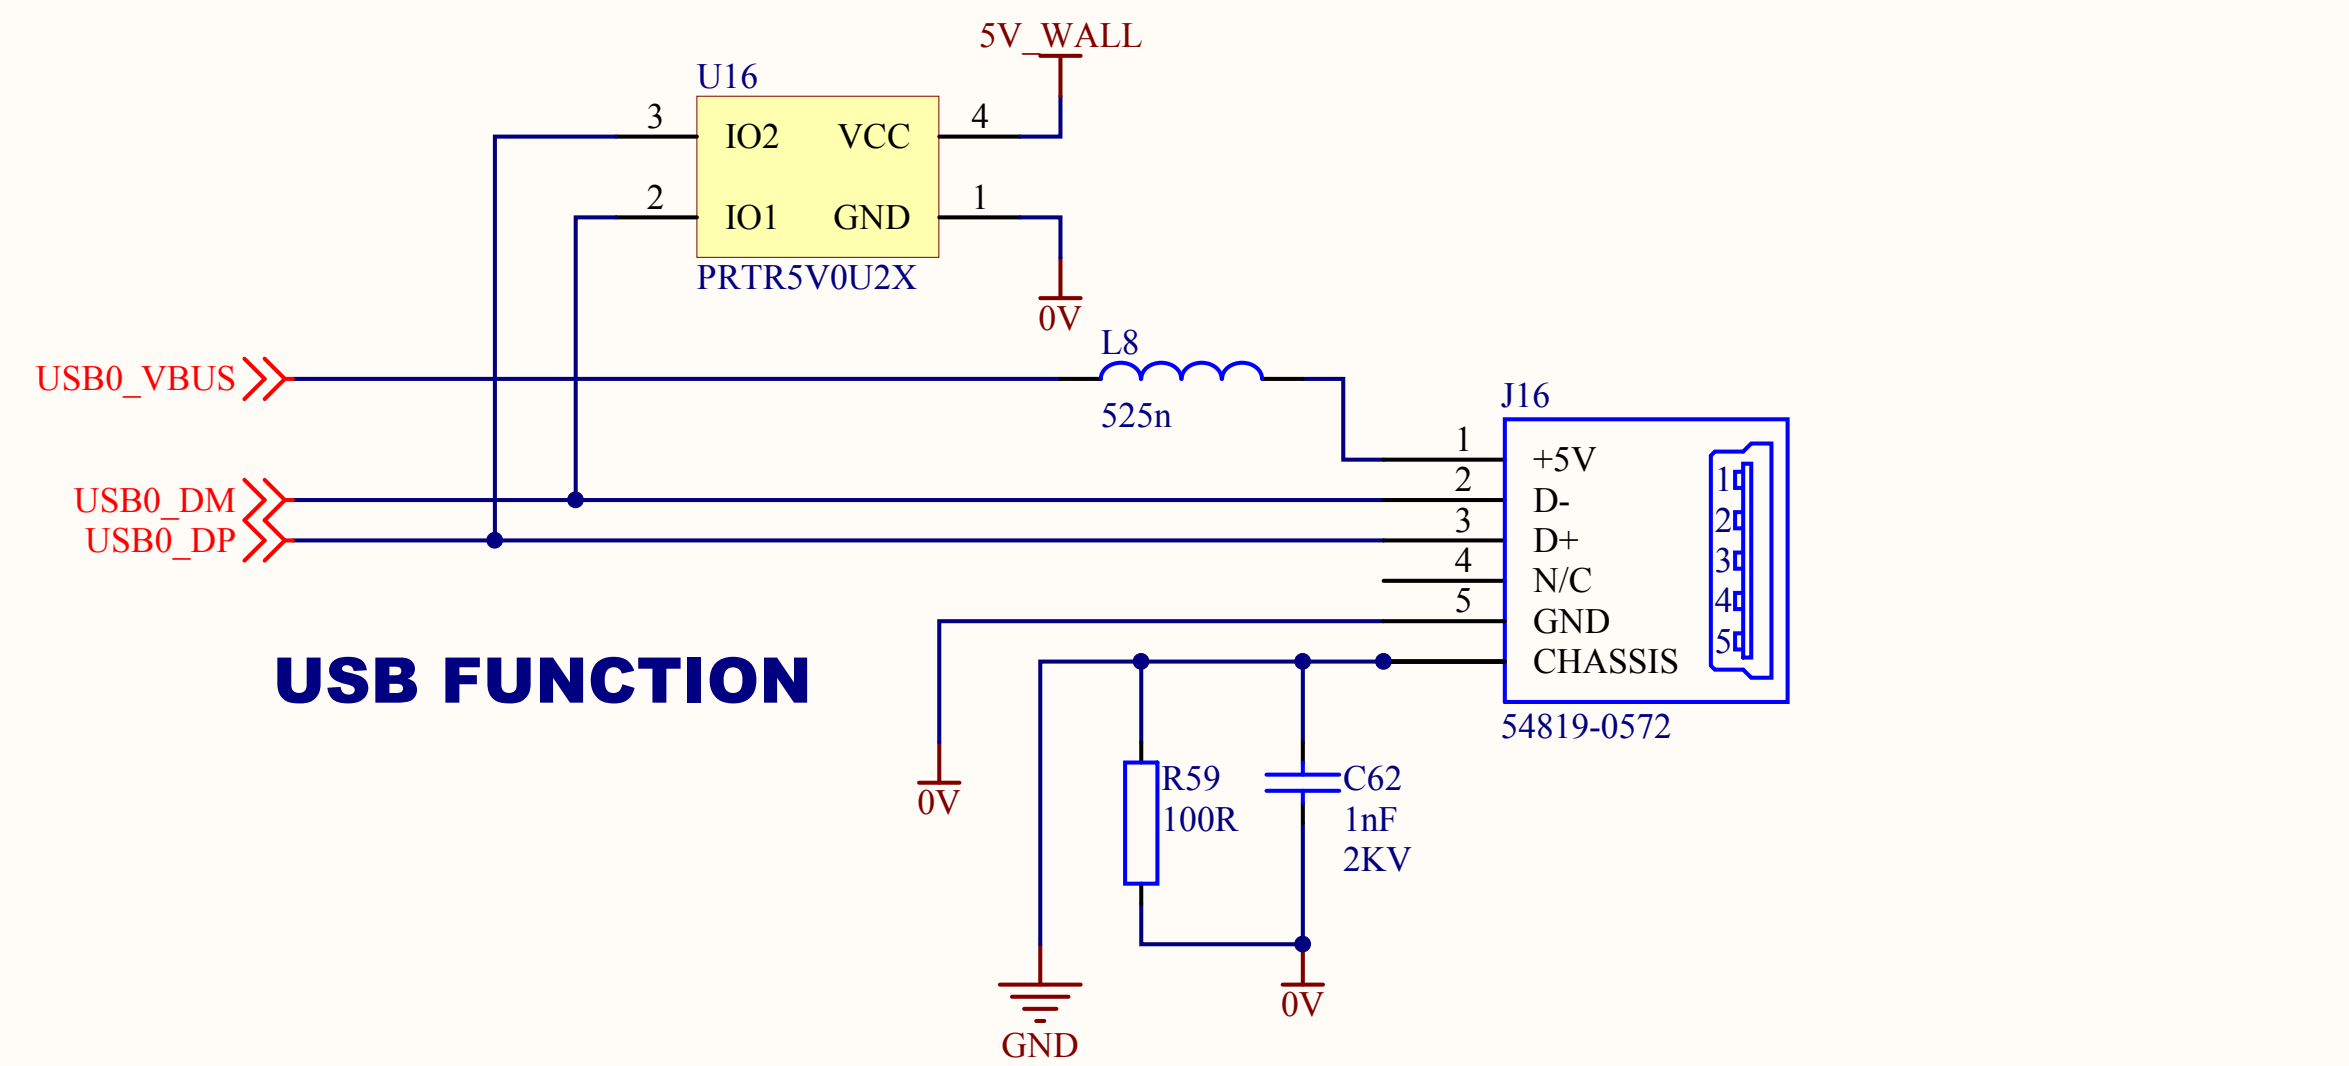 5V_WALL
U16
3 IO2 VCC 4
2 IO1 GND 1
PRTR5V0U2X
0V
L8
USB0_VBUS
525n
J16
1 +5V
USB0_DM 2 D- 1
USB0_DP 3 D+ 2
4 N/C 3
5 GND 4
CHASSIS 5
USB FUNCTION
54819-0572
0V
R59
100R
C62
1nF
2KV
0V
GND